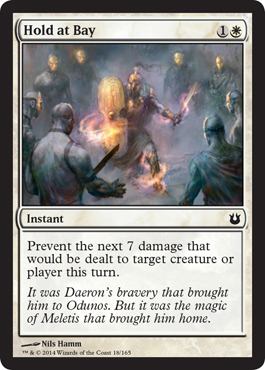 Hold at Bay 1
Instant
Prevent the next 7 damage that
would be dealt to target creature or
player this turn.
It was Daeron's bravery that brought
him to Odunos. But it was the magic
of Meletis that brought him home.
Nils Hamm
™ & © 2014 Wizards of the Coast 18/165